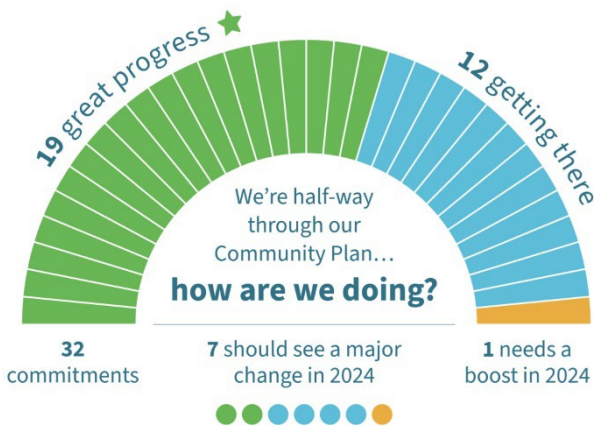 19 great progress
12 getting there
We're half-way
through our
Community Plan...
how are we doing?
32
commitments
7 should see a major
change in 2024
1 needs a
boost in 2024